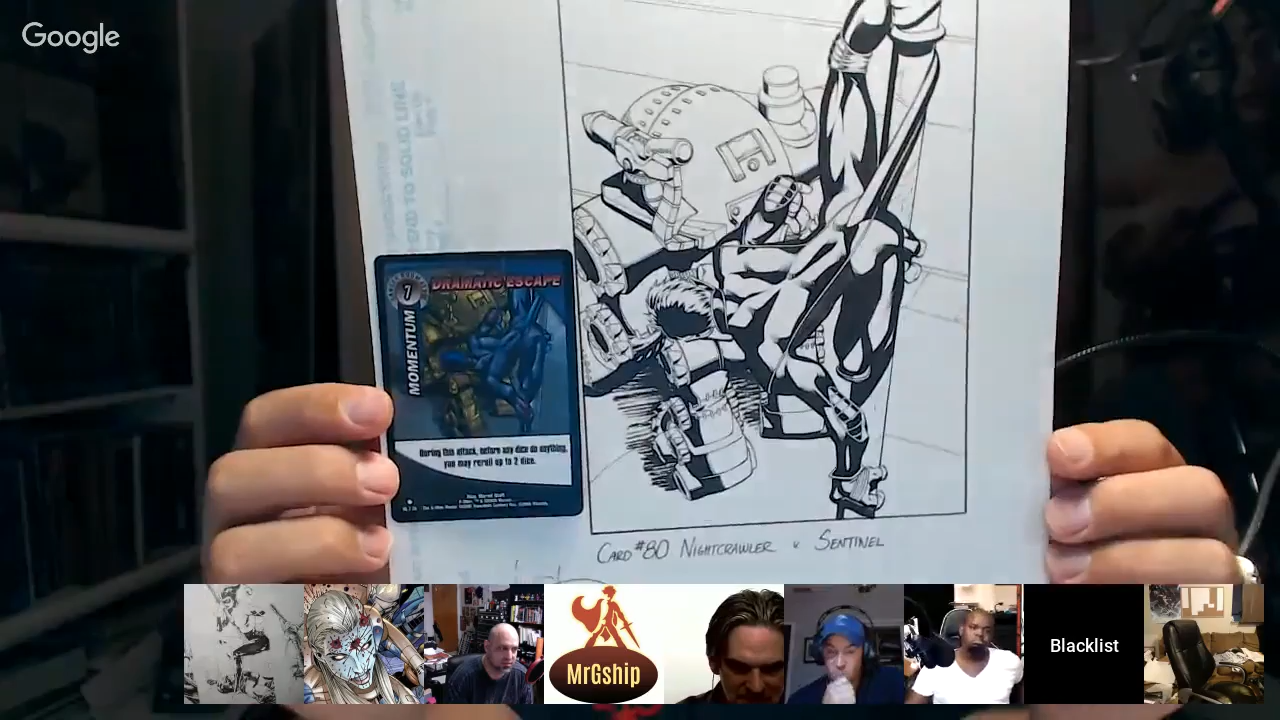 Google
DRAMATIC ESCAPE
7
MOMENTUM
During this attack, before any dice do anything,
you may reroll up to 2 dice.
CARD #80 NIGHTCRAWLER v SENTINEL
MrGship
Blacklist